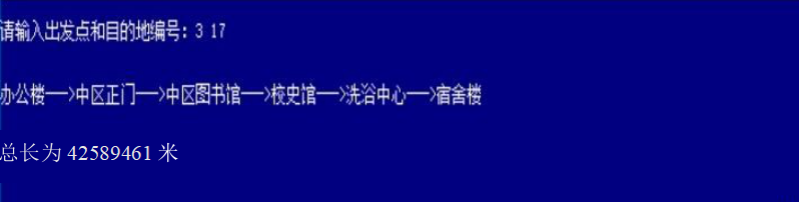 请输入出发点和目的地编号: 3 17
办公楼——>中区正门——>中区图书馆——>校史馆——>洗浴中心——>宿舍楼
总长为 42589461 米